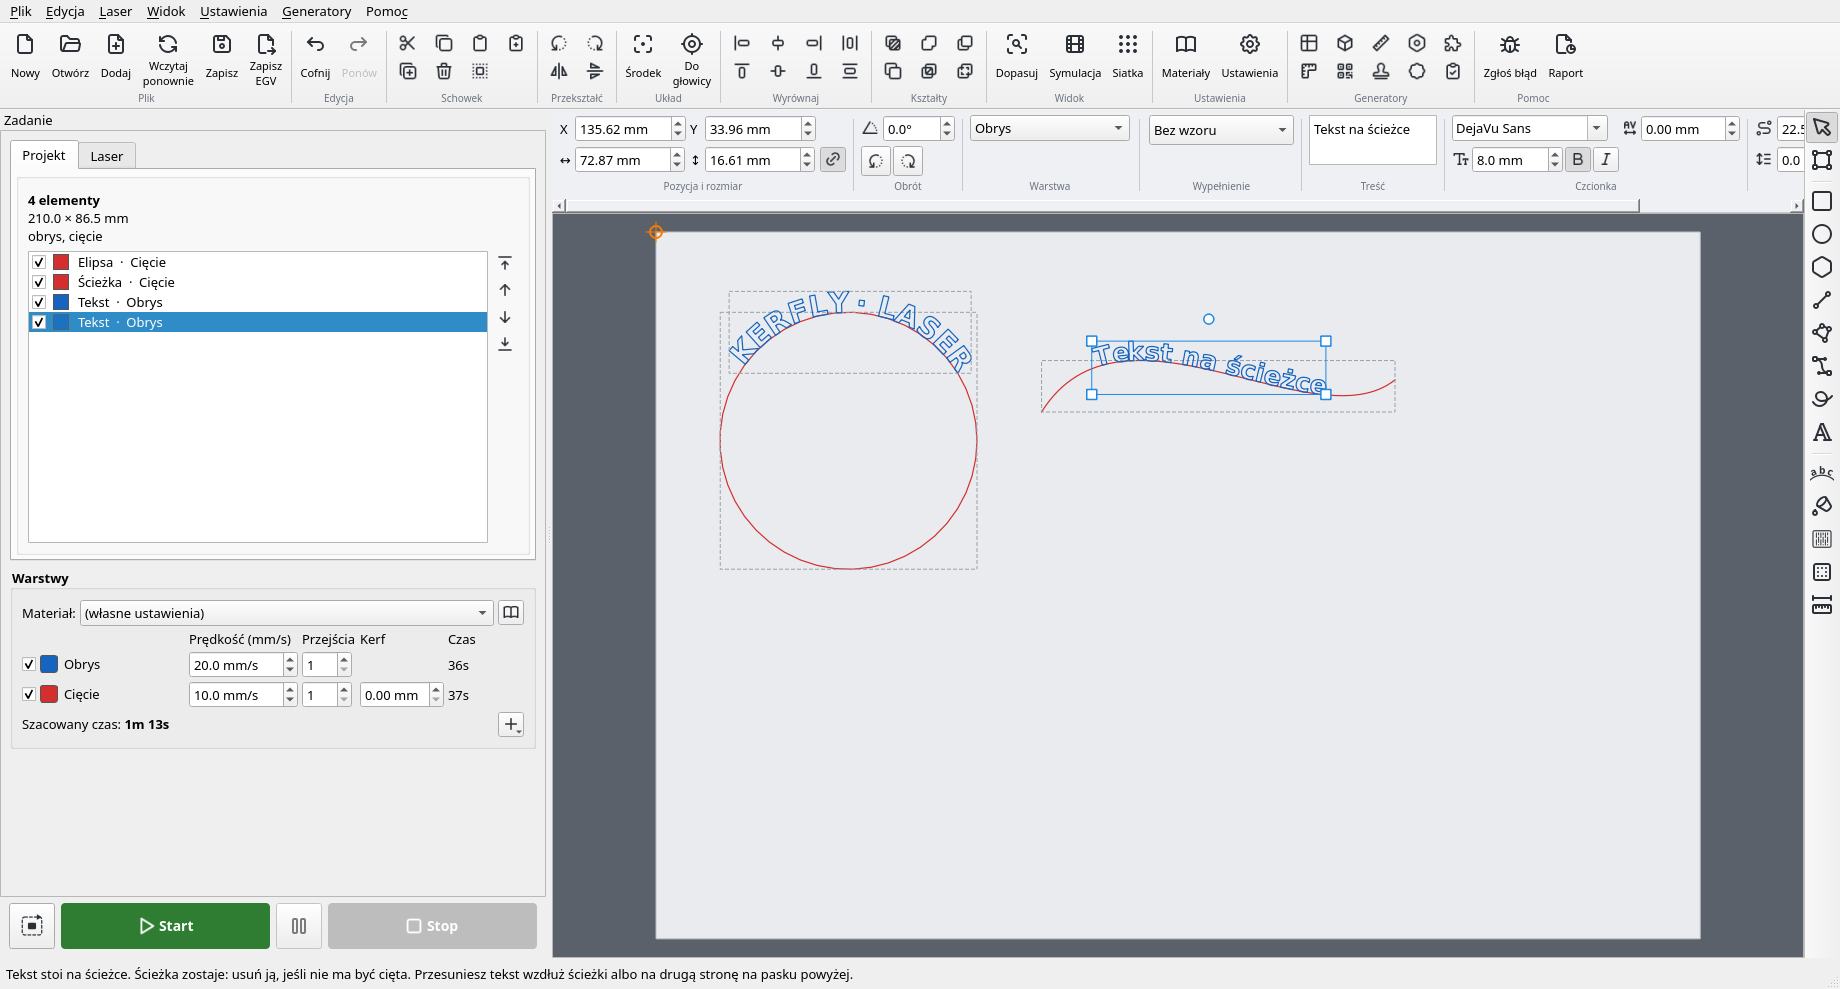 Plik Edycja Laser Widok Ustawienia Generatory Pomoc
Nowy Otwórz Dodaj Wczytaj ponownie Zapisz Zapisz EGV Cofnij Ponów Środek Do głowicy Dopasuj Symulacja Siatka Materiały Ustawienia Zgłoś błąd Raport
Plik Edycja Schowek Przekształć Układ Wyrównaj Kształty Widok Ustawienia Generatory Pomoc
Zadanie
Projekt Laser
4 elementy
210.0 × 86.5 mm
obrys, cięcie
Elipsa · Cięcie
Ścieżka · Cięcie
Tekst · Obrys
Tekst · Obrys
Warstwy
Materiał: (własne ustawienia)
Prędkość (mm/s) Przejścia Kerf Czas
Obrys 20.0 mm/s 1 36s
Cięcie 10.0 mm/s 1 0.00 mm 37s
Szacowany czas: 1m 13s
Start Stop
X 135.62 mm Y 33.96 mm 0.0° Obrys Bez wzoru Tekst na ścieżce DejaVu Sans AV 0.00 mm 22.5
72.87 mm 16.61 mm Tт 8.0 mm B I 0.0
Pozycja i rozmiar Obrót Warstwa Wypełnienie Treść Czcionka
KERFLY · LASER
Tekst na ścieżce
A
abc
Tekst stoi na ścieżce. Ścieżka zostaje: usuń ją, jeśli nie ma być cięta. Przesuniesz tekst wzdłuż ścieżki albo na drugą stronę na pasku powyżej.